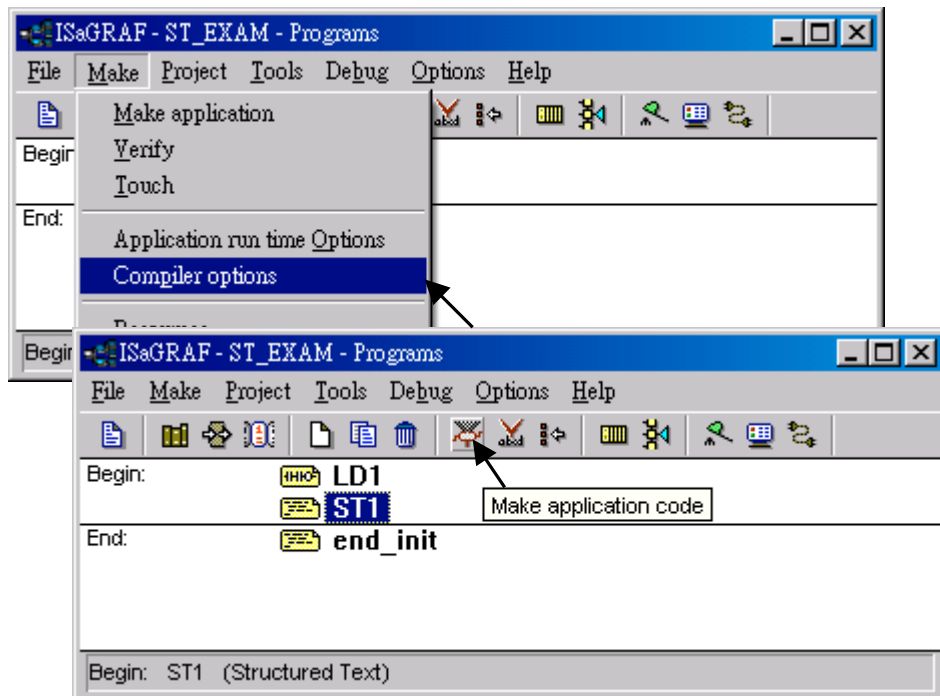 ISaGRAF - ST_EXAM - Programs
File Make Project Tools Debug Options Help
Make application
Verify
Touch
Application run time Options
Compiler options
Begin
End:
Begin
ISaGRAF - ST_EXAM - Programs
File Make Project Tools Debug Options Help
Begin: LD1
ST1
Make application code
End: end_init
Begin: ST1 (Structured Text)